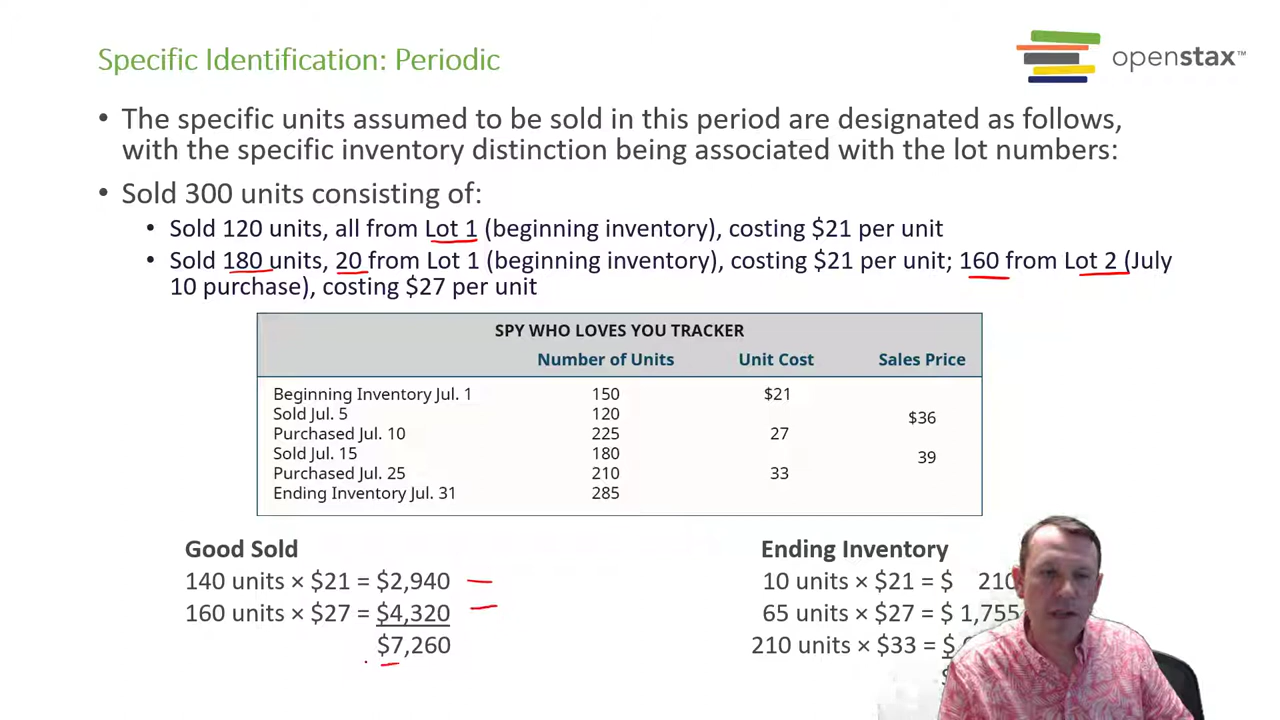 Specific Identification: Periodic
openstax™
• The specific units assumed to be sold in this period are designated as follows,
with the specific inventory distinction being associated with the lot numbers:
• Sold 300 units consisting of:
• Sold 120 units, all from Lot 1 (beginning inventory), costing $21 per unit
• Sold 180 units, 20 from Lot 1 (beginning inventory), costing $21 per unit; 160 from Lot 2 (July
10 purchase), costing $27 per unit
SPY WHO LOVES YOU TRACKER
Number of Units Unit Cost Sales Price
Beginning Inventory Jul. 1 150 $21
Sold Jul. 5 120 $36
Purchased Jul. 10 225 27
Sold Jul. 15 180 39
Purchased Jul. 25 210 33
Ending Inventory Jul. 31 285
Good Sold
140 units × $21 = $2,940
160 units × $27 = $4,320
$7,260
Ending Inventory
10 units × $21 = $ 210
65 units × $27 = $ 1,755
210 units × $33 = $